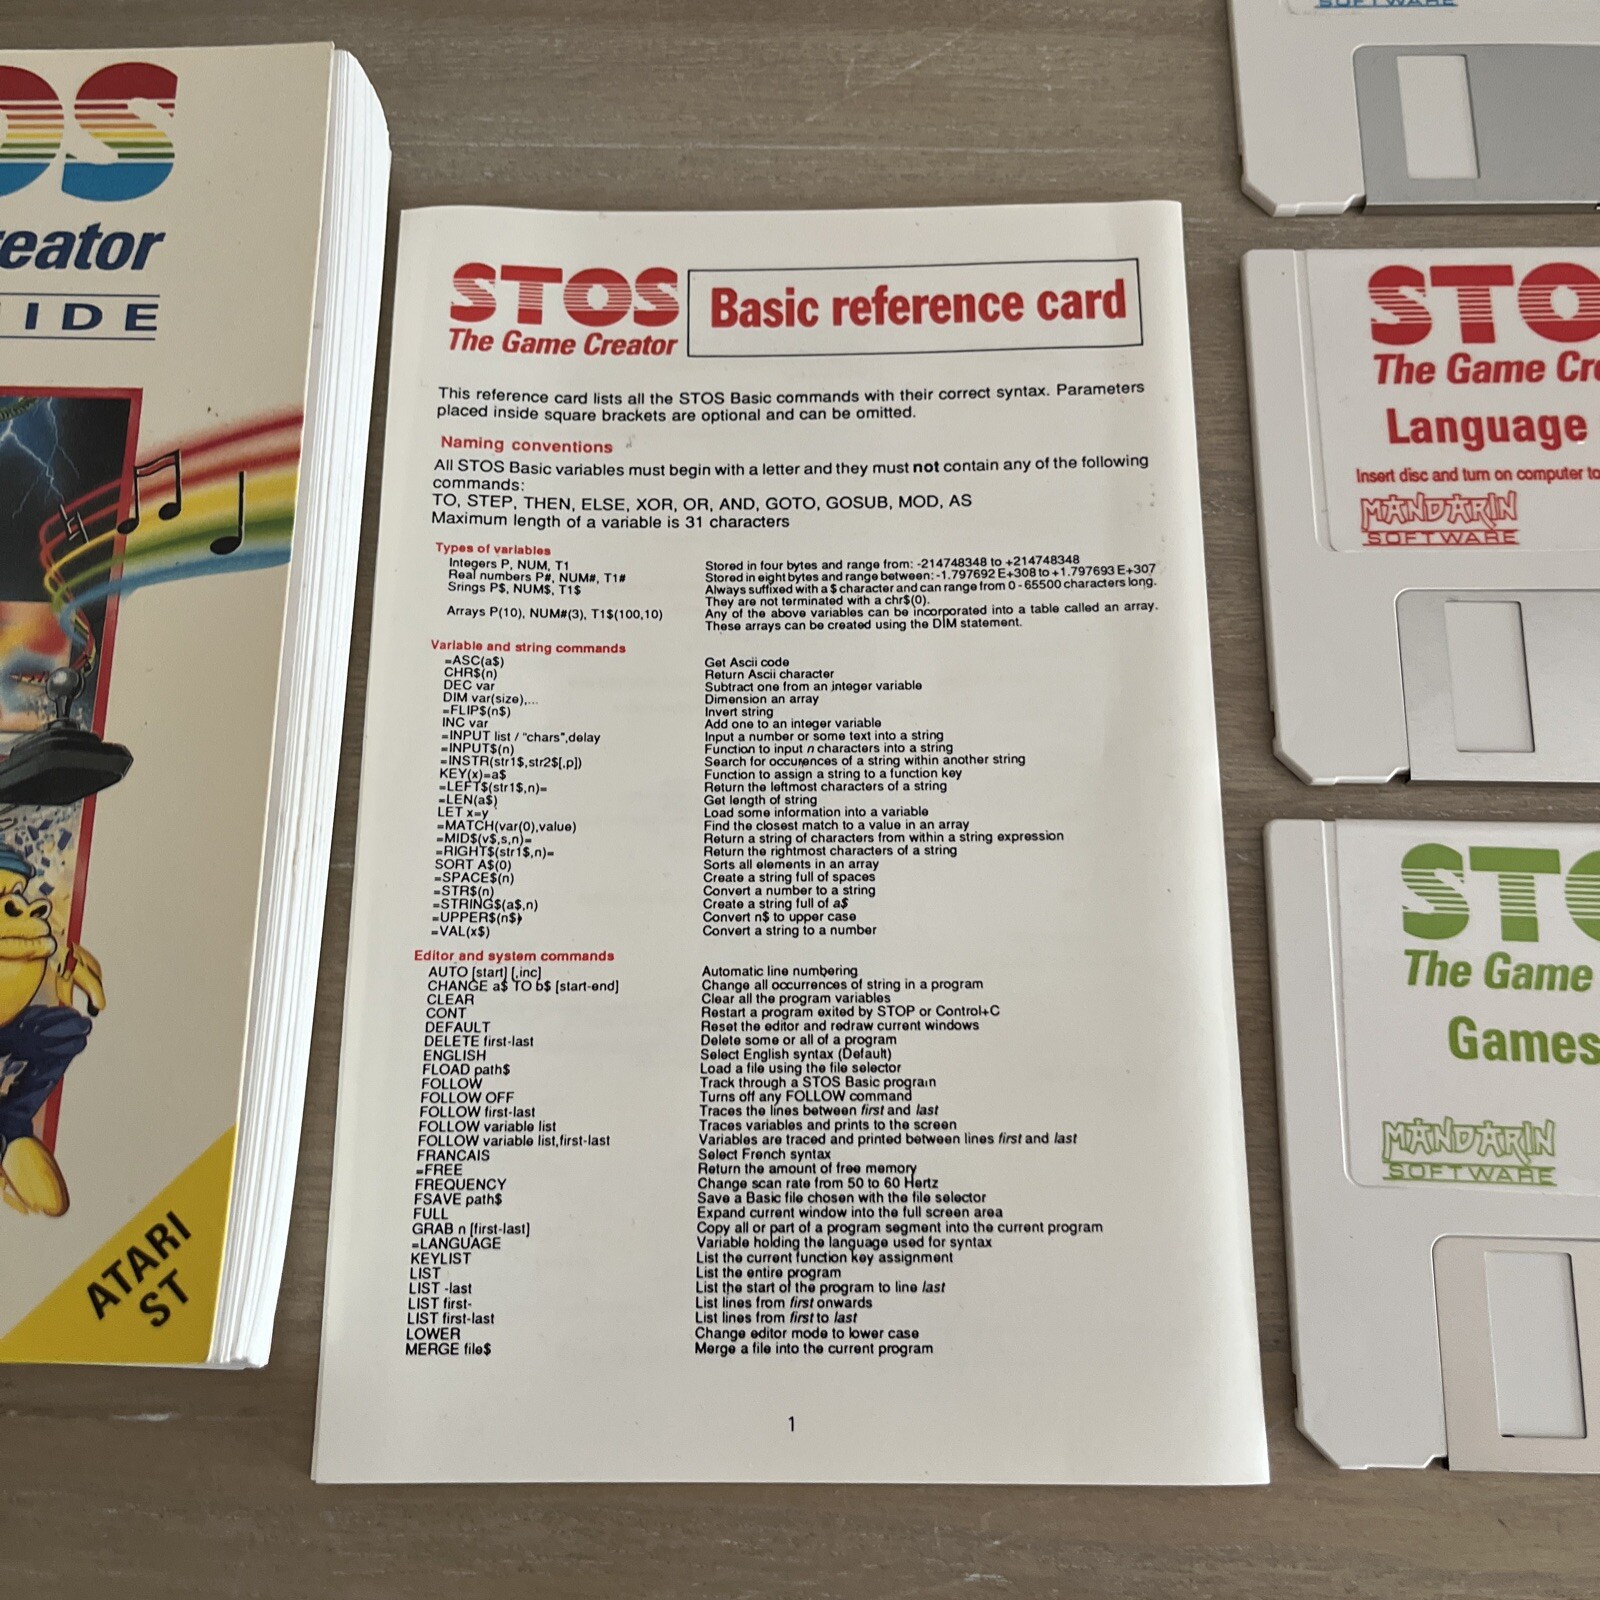 OS
eator
IDE
ATARI
ST
STOS
The Game Creator
Basic reference card
This reference card lists all the STOS Basic commands with their correct syntax. Parameters
placed inside square brackets are optional and can be omitted.
Naming conventions
All STOS Basic variables must begin with a letter and they must not contain any of the following
commands:
TO, STEP, THEN, ELSE, XOR, OR, AND, GOTO, GOSUB, MOD, AS
Maximum length of a variable is 31 characters
Types of variables
Integers P, NUM, T1 Stored in four bytes and range from: -214748348 to +214748348
Real numbers P#, NUM#, T1# Stored in eight bytes and range between: -1.797692 E+308 to +1.797693 E+307
Srings P$, NUM$, T1$ Always suffixed with a $ character and can range from 0 - 65500 characters long.
They are not terminated with a chr$(0).
Arrays P(10), NUM#(3), T1$(100,10) Any of the above variables can be incorporated into a table called an array.
These arrays can be created using the DIM statement.
Variable and string commands
=ASC(a$) Get Ascii code
CHR$(n) Return Ascii character
DEC var Subtract one from an integer variable
DIM var(size),... Dimension an array
=FLIP$(n$) Invert string
INC var Add one to an integer variable
=INPUT list / "chars",delay Input a number or some text into a string
=INPUT$(n) Function to input n characters into a string
=INSTR(str1$,str2$[,p]) Search for occurences of a string within another string
KEY(x)=a$ Function to assign a string to a function key
=LEFT$(str1$,n)= Return the leftmost characters of a string
=LEN(a$) Get length of string
LET x=y Load some information into a variable
=MATCH(var(0),value) Find the closest match to a value in an array
=MID$(v$,s,n)= Return a string of characters from within a string expression
=RIGHT$(str1$,n)= Return the rightmost characters of a string
SORT A$(0) Sorts all elements in an array
=SPACE$(n) Create a string full of spaces
=STR$(n) Convert a number to a string
=STRING$(a$,n) Create a string full of a$
=UPPER$(n$) Convert n$ to upper case
=VAL(x$) Convert a string to a number
Editor and system commands
AUTO [start] [,inc] Automatic line numbering
CHANGE a$ TO b$ [start-end] Change all occurrences of string in a program
CLEAR Clear all the program variables
CONT Restart a program exited by STOP or Control+C
DEFAULT Reset the editor and redraw current windows
DELETE first-last Delete some or all of a program
ENGLISH Select English syntax (Default)
FLOAD path$ Load a file using the file selector
FOLLOW Track through a STOS Basic program
FOLLOW OFF Turns off any FOLLOW command
FOLLOW first-last Traces the lines between first and last
FOLLOW variable list Traces variables and prints to the screen
FOLLOW variable list,first-last Variables are traced and printed between lines first and last
FRANCAIS Select French syntax
=FREE Return the amount of free memory
FREQUENCY Change scan rate from 50 to 60 Hertz
FSAVE path$ Save a Basic file chosen with the file selector
FULL Expand current window into the full screen area
GRAB n [first-last] Copy all or part of a program segment into the current program
=LANGUAGE Variable holding the language used for syntax
KEYLIST List the current function key assignment
LIST List the entire program
LIST -last List the start of the program to line last
LIST first- List lines from first onwards
LIST first-last List lines from first to last
LOWER Change editor mode to lower case
MERGE file$ Merge a file into the current program
1
SOFTWARE
STO
The Game Cre
Language
Insert disc and turn on computer to
MANDARIN
SOFTWARE
STO
The Game
Games
MANDARIN
SOFTWARE